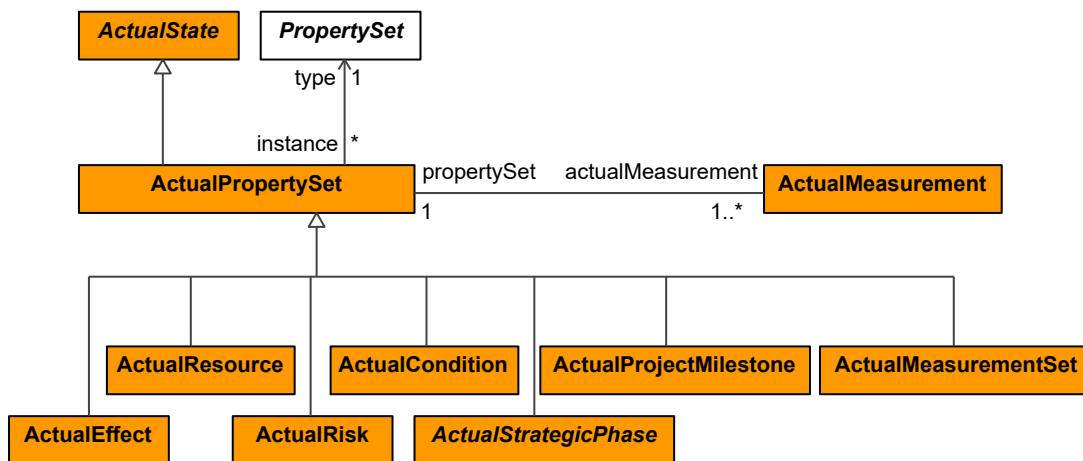 ActualState
PropertySet
type 1
instance *
ActualPropertySet
propertySet
actualMeasurement
ActualMeasurement
1
1..*
ActualResource
ActualCondition
ActualProjectMilestone
ActualMeasurementSet
ActualEffect
ActualRisk
ActualStrategicPhase